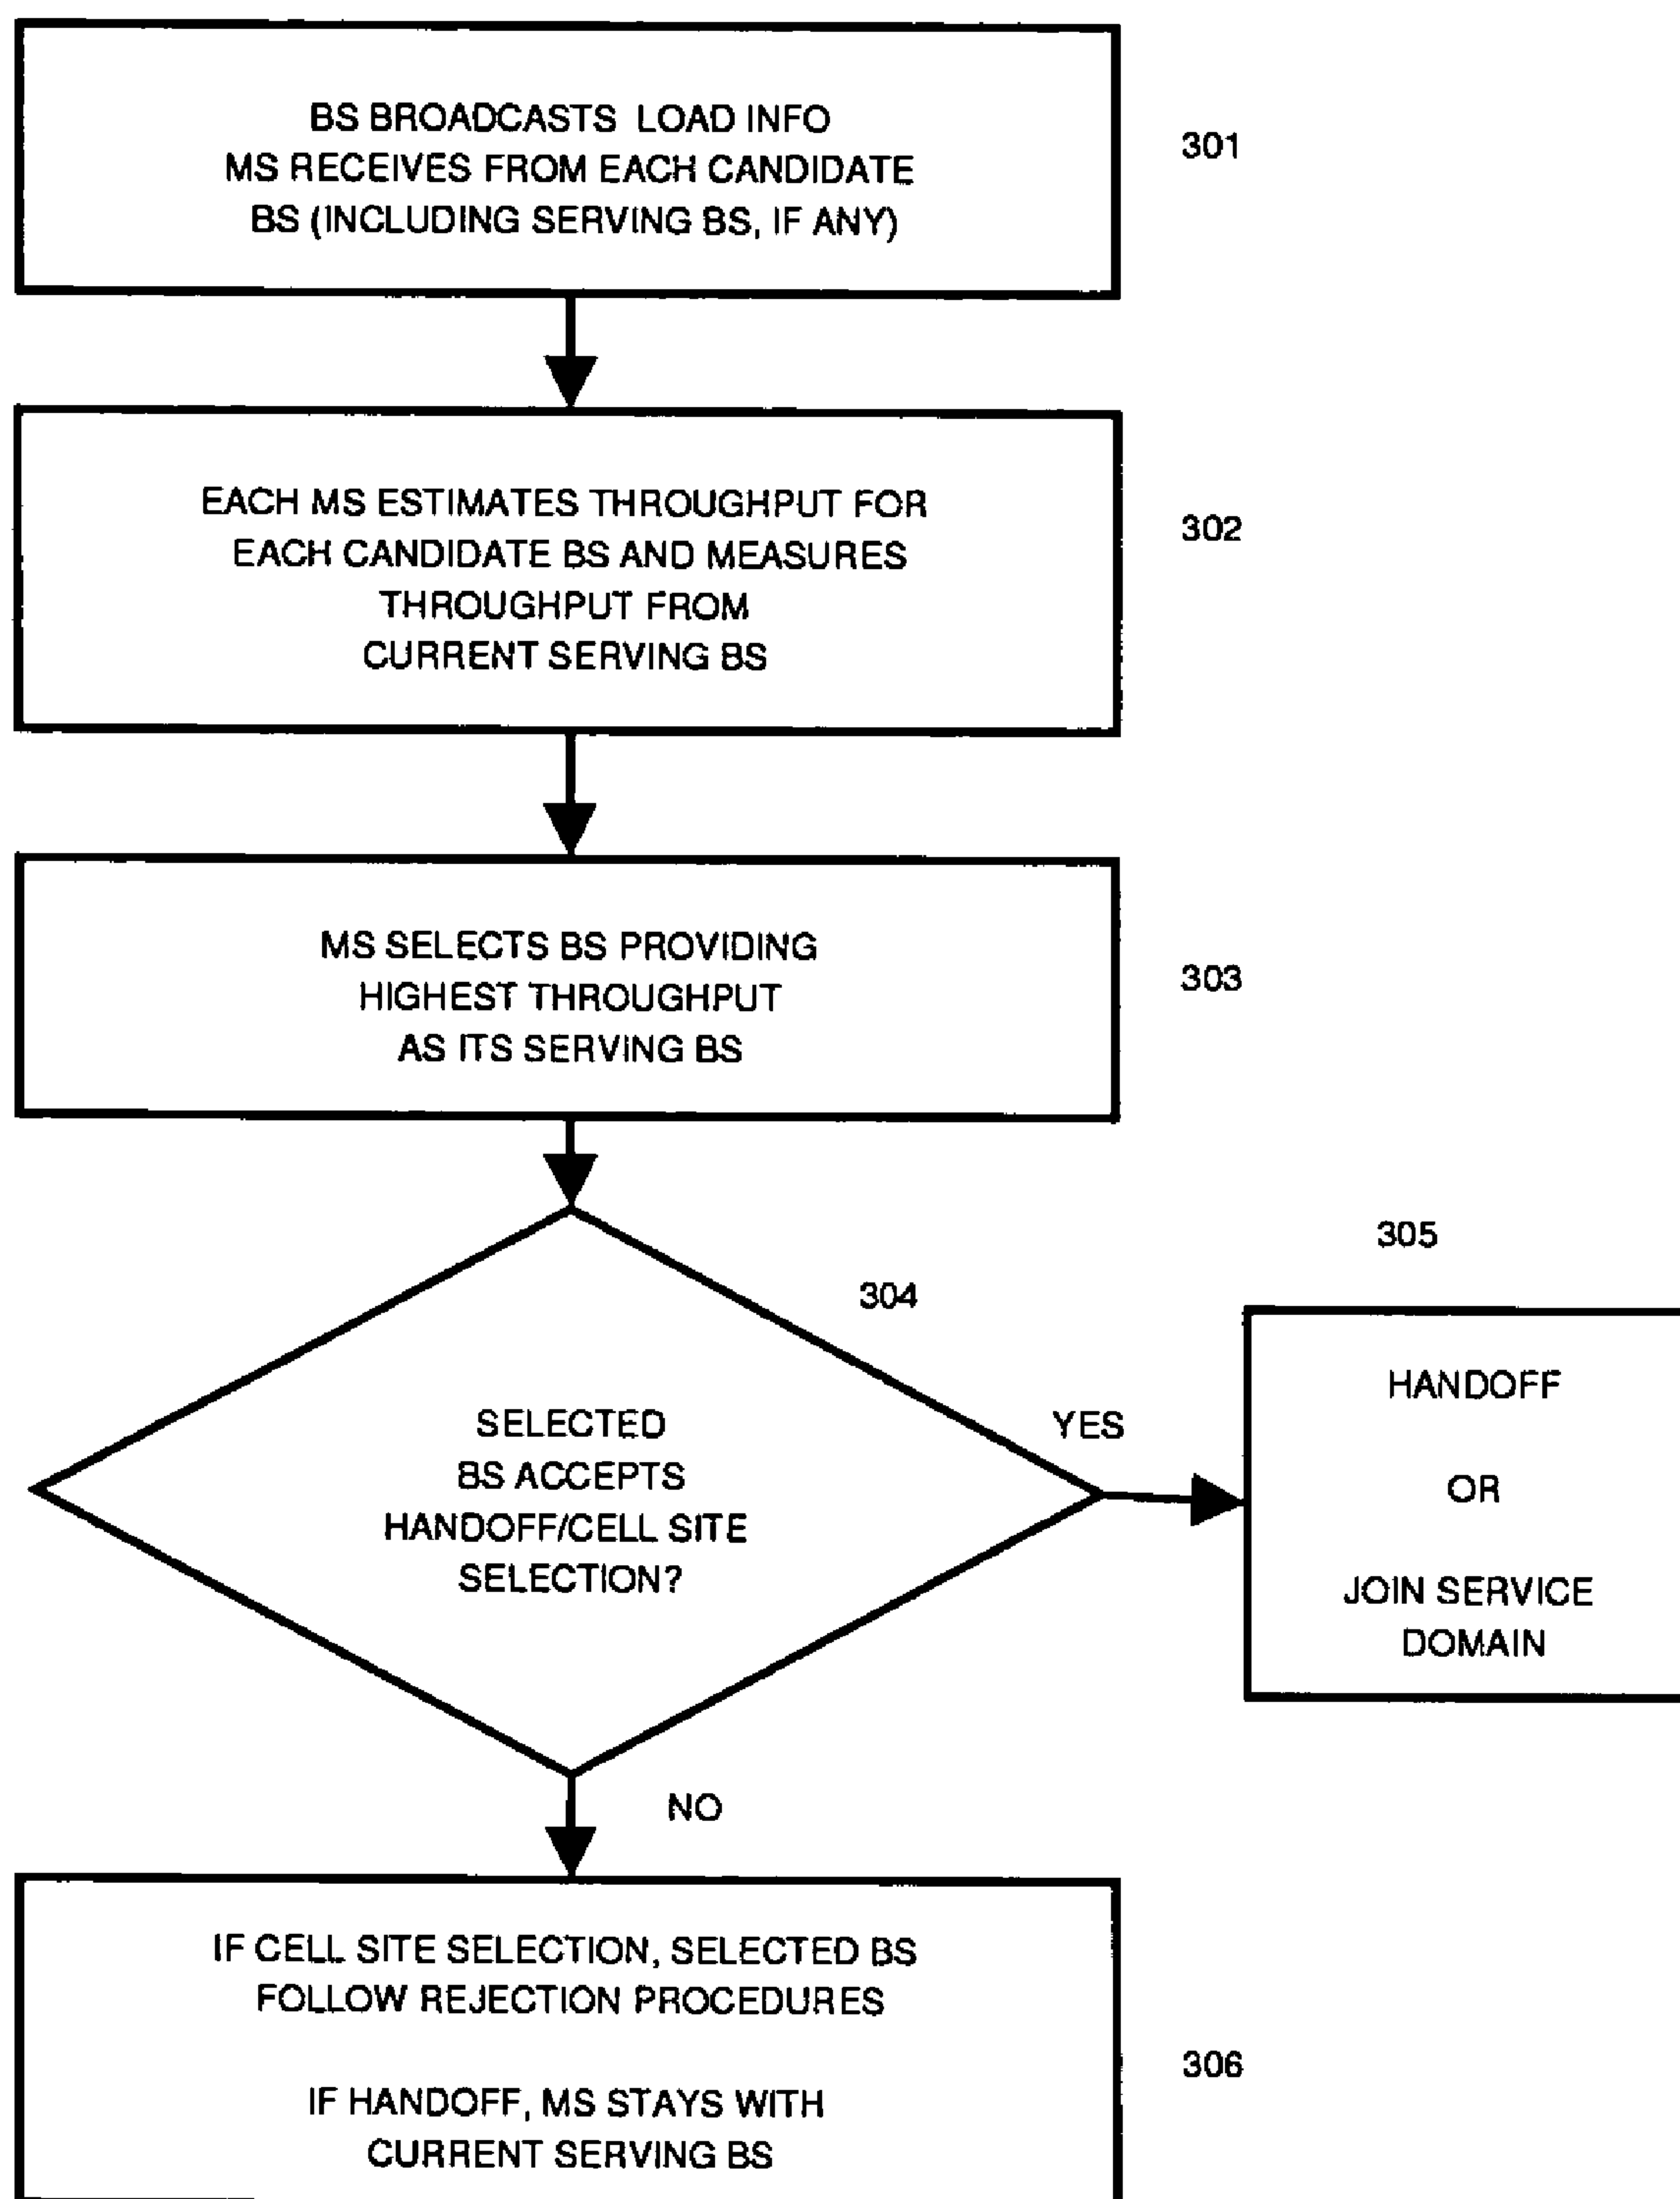 BS BROADCASTS LOAD INFO
MS RECEIVES FROM EACH CANDIDATE
BS (INCLUDING SERVING BS, IF ANY)
301
EACH MS ESTIMATES THROUGHPUT FOR
EACH CANDIDATE BS AND MEASURES
THROUGHPUT FROM
CURRENT SERVING BS
302
MS SELECTS BS PROVIDING
HIGHEST THROUGHPUT
AS ITS SERVING BS
303
304
SELECTED
BS ACCEPTS
HANDOFF/CELL SITE
SELECTION?
YES
305
HANDOFF
OR
JOIN SERVICE
DOMAIN
NO
IF CELL SITE SELECTION, SELECTED BS
FOLLOW REJECTION PROCEDURES
IF HANDOFF, MS STAYS WITH
CURRENT SERVING BS
306